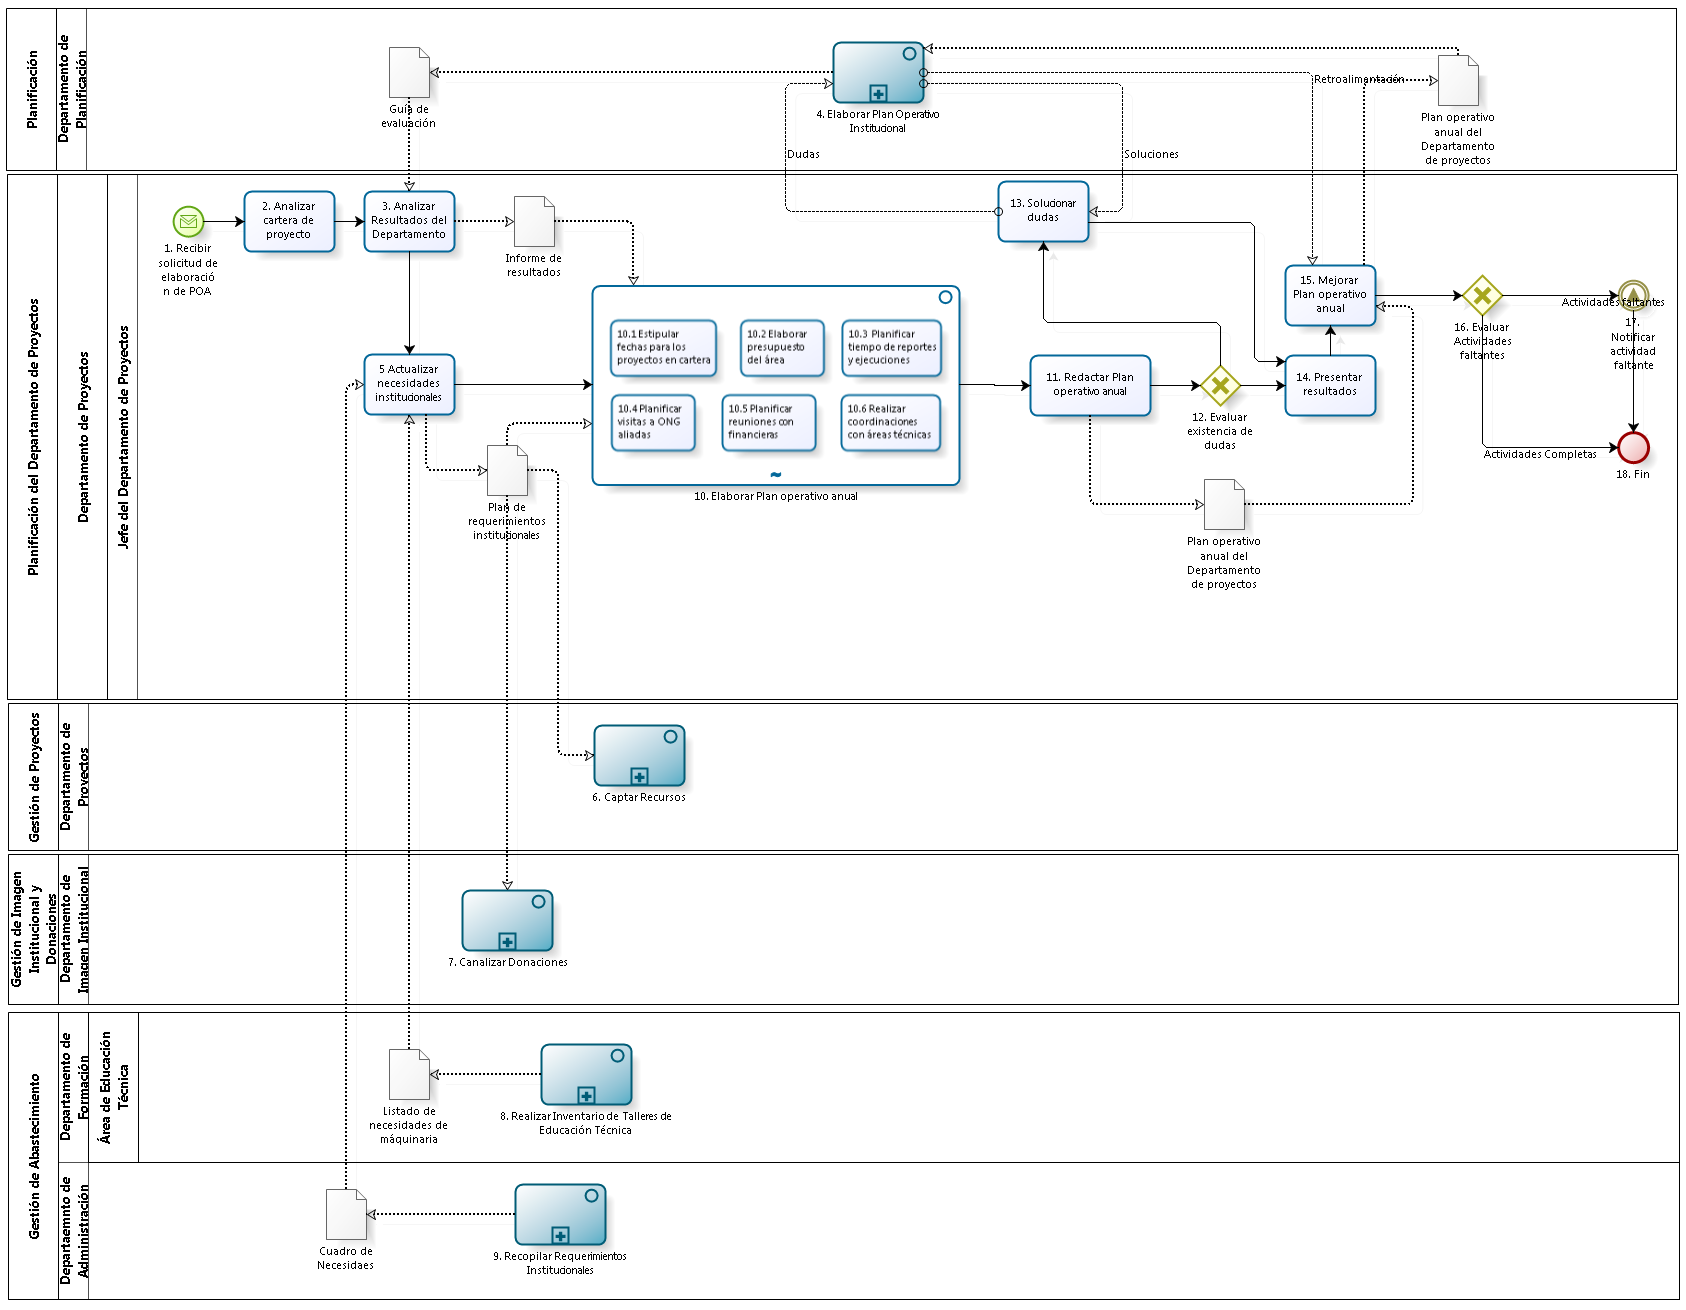 Planificación
Departamento de
Planificación
Guía de
evaluación
4. Elaborar Plan Operativo
Institucional
Retroalimentación
Plan operativo
anual del
Departamento
de proyectos
Dudas
Soluciones
Planificación del Departamento de Proyectos
Departamento de Proyectos
Jefe del Departamento de Proyectos
1. Recibir
solicitud de
elaboració
n de POA
2. Analizar
cartera de
proyecto
3. Analizar
Resultados del
Departamento
Informe de
resultados
13. Solucionar
dudas
5 Actualizar
necesidades
institucionales
Plan de
requerimientos
institucionales
10.1 Estipular
fechas para los
proyectos en cartera
10.2 Elaborar
presupuesto
del área
10.3 Planificar
tiempo de reportes
y ejecuciones
10.4 Planificar
visitas a ONG
aliadas
10.5 Planificar
reuniones con
financieras
10.6 Realizar
coordinaciones
con áreas técnicas
10. Elaborar Plan operativo anual
11. Redactar Plan
operativo anual
12. Evaluar
existencia de
dudas
14. Presentar
resultados
15. Mejorar
Plan operativo
anual
16. Evaluar
Actividades
faltantes
Actividades faltantes
17.
Notificar
actividad
faltante
Actividades Completas
18. Fin
Plan operativo
anual del
Departamento
de proyectos
Gestión de Proyectos
Departamento de
Proyectos
6. Captar Recursos
Gestión de Imagen
Institucional y
Donaciones
Departamento de
Imagen Institucional
7. Canalizar Donaciones
Gestión de Abastecimiento
Departamento de
Formación
Área de Educación
Técnica
Listado de
necesidades de
máquinaria
8. Realizar Inventario de Talleres de
Educación Técnica
Departaemnto de
Administración
Cuadro de
Necesidaes
9. Recopilar Requerimientos
Institucionales